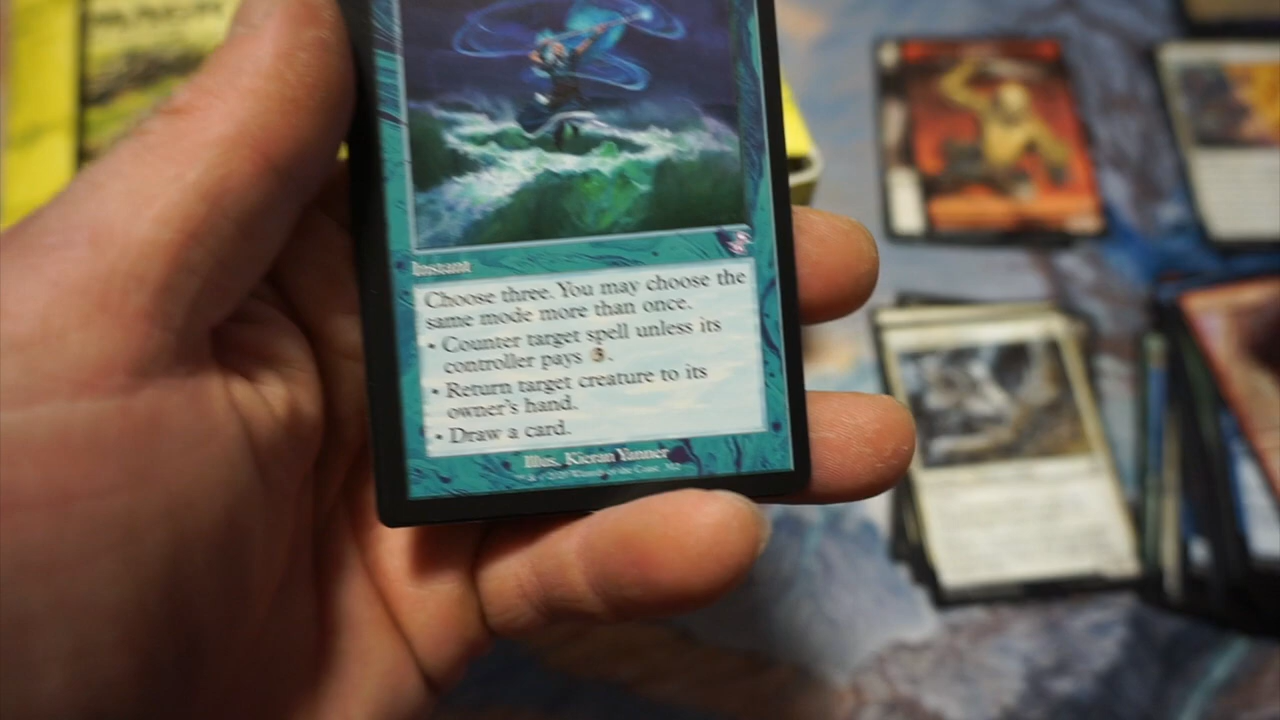 Instant
Choose three. You may choose the
same mode more than once.
• Counter target spell unless its
controller pays 3.
• Return target creature to its
owner's hand.
• Draw a card.
Illus. Kieran Yanner